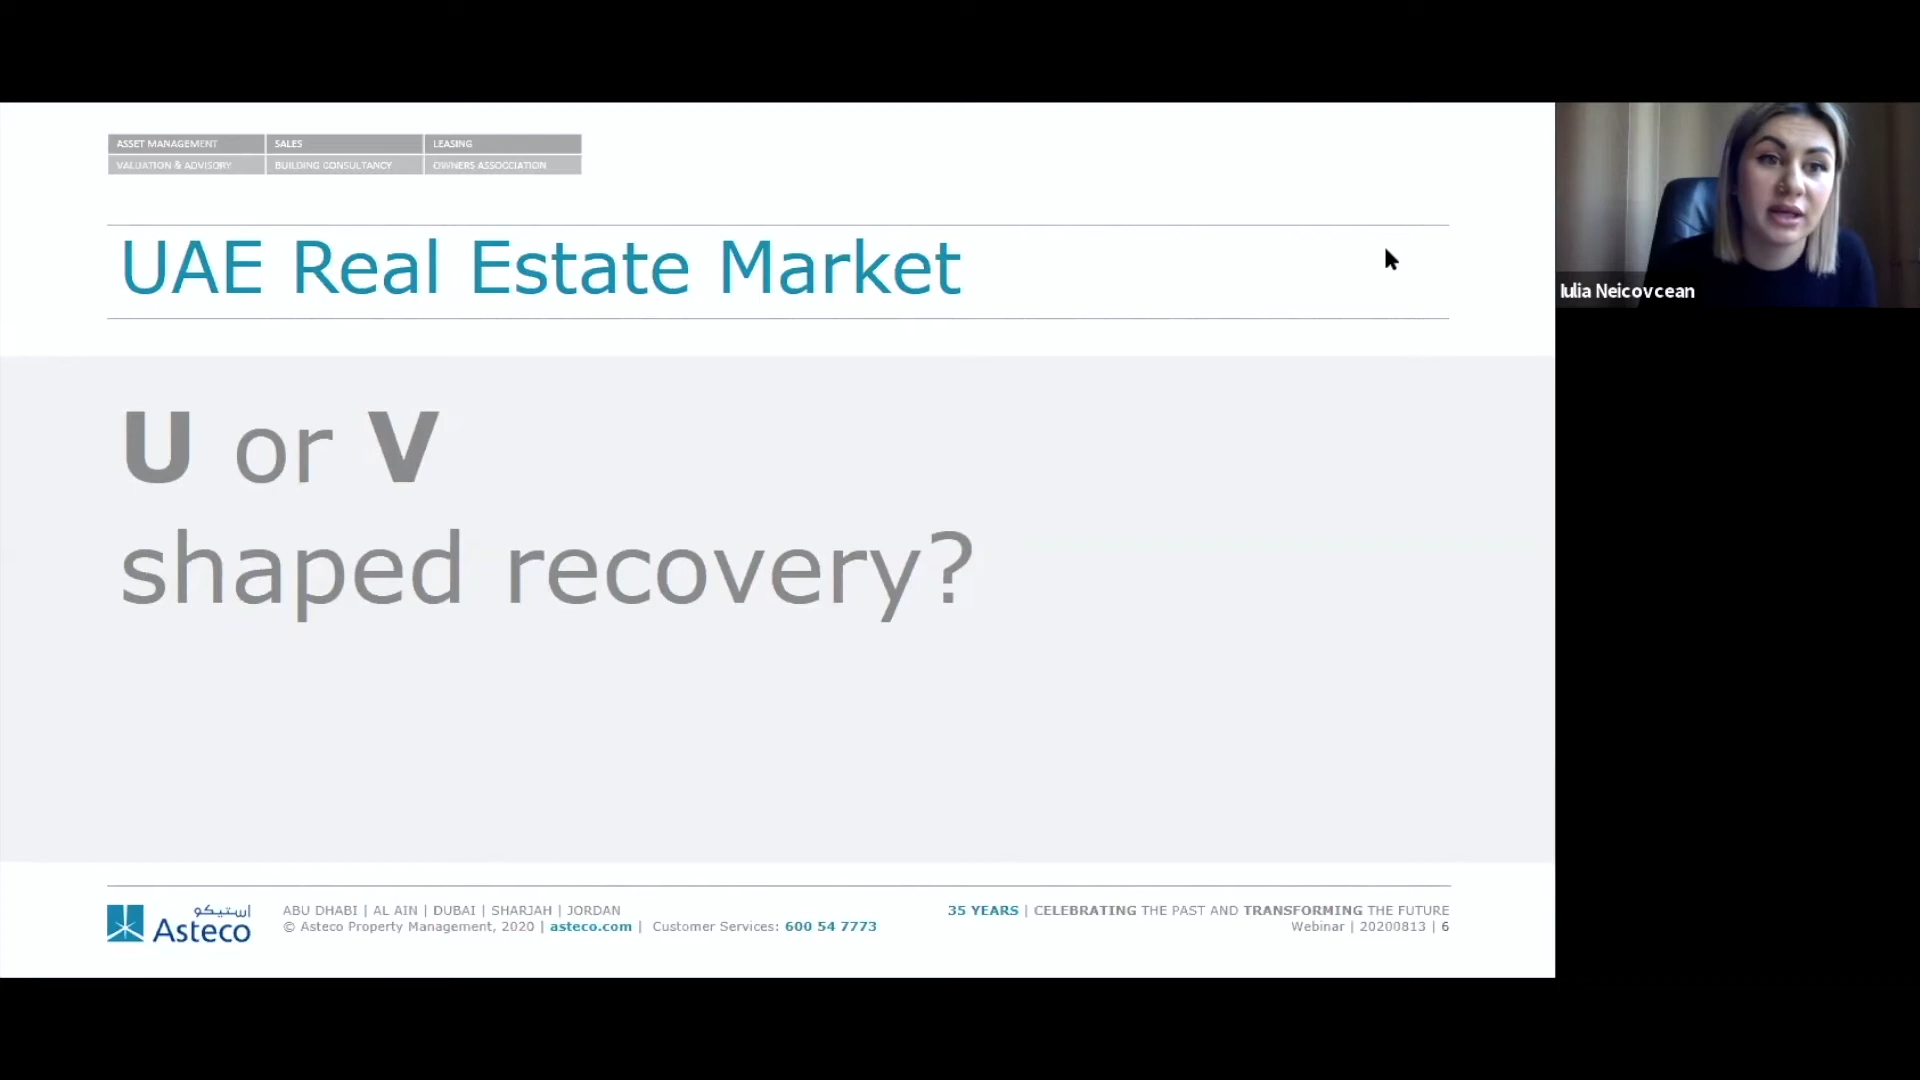 ASSET MANAGEMENT SALES LEASING
VALUATION & ADVISORY BUILDING CONSULTANCY OWNERS ASSOCCIATION
UAE Real Estate Market
Iulia Neicovcean
U or V
shaped recovery?
استيكو
Asteco
ABU DHABI | AL AIN | DUBAI | SHARJAH | JORDAN
© Asteco Property Management, 2020 | asteco.com | Customer Services: 600 54 7773
35 YEARS | CELEBRATING THE PAST AND TRANSFORMING THE FUTURE
Webinar | 20200813 | 6